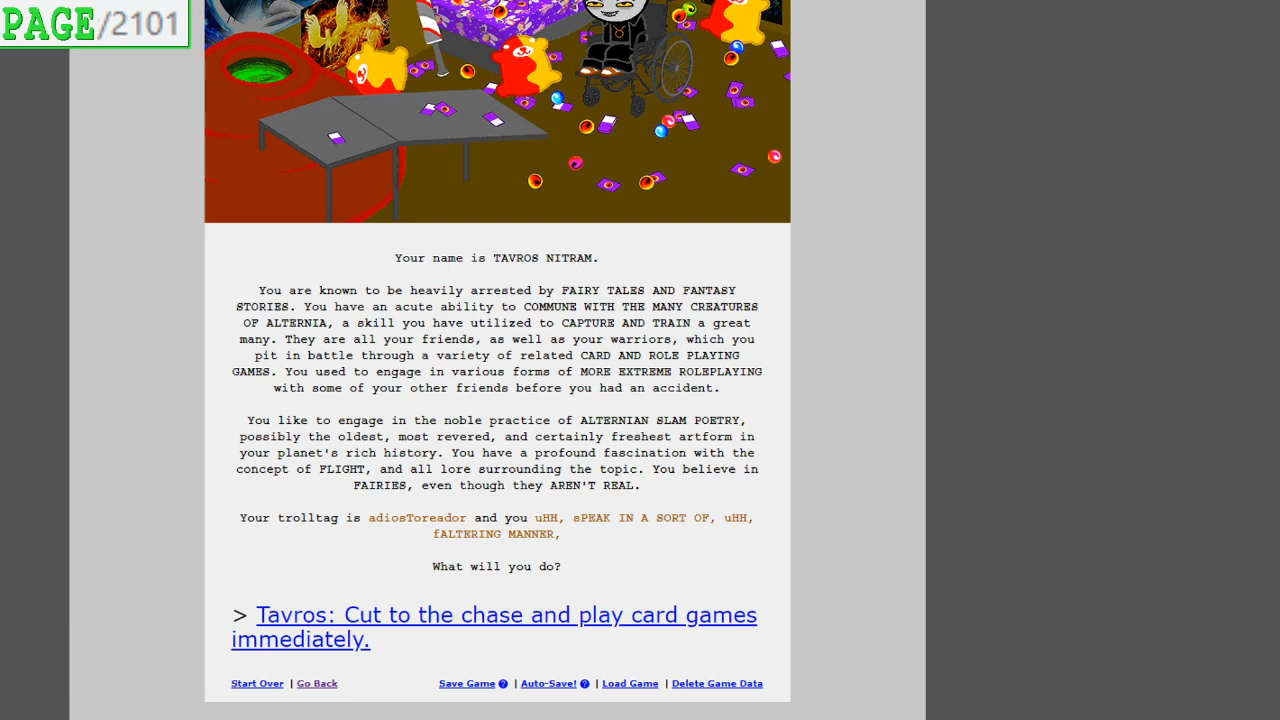 PAGE/2101
Your name is TAVROS NITRAM.
You are known to be heavily arrested by FAIRY TALES AND FANTASY
STORIES. You have an acute ability to COMMUNE WITH THE MANY CREATURES
OF ALTERNIA, a skill you have utilized to CAPTURE AND TRAIN a great
many. They are all your friends, as well as your warriors, which you
pit in battle through a variety of related CARD AND ROLE PLAYING
GAMES. You used to engage in various forms of MORE EXTREME ROLEPLAYING
with some of your other friends before you had an accident.
You like to engage in the noble practice of ALTERNIAN SLAM POETRY,
possibly the oldest, most revered, and certainly freshest artform in
your planet's rich history. You have a profound fascination with the
concept of FLIGHT, and all lore surrounding the topic. You believe in
FAIRIES, even though they AREN'T REAL.
Your trolltag is adiosToreador and you uHH, sPEAK IN A SORT OF, uHH,
fALTERING MANNER,
What will you do?
> Tavros: Cut to the chase and play card games
immediately.
Start Over | Go Back Save Game ? | Auto-Save! ? | Load Game | Delete Game Data